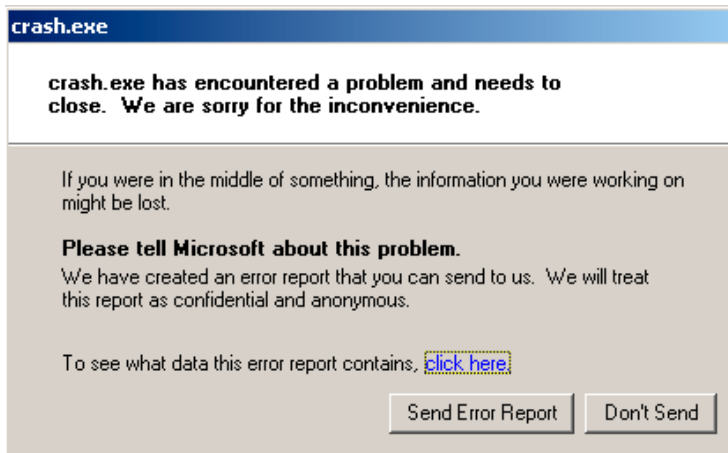 crash.exe
crash.exe has encountered a problem and needs to
close.  We are sorry for the inconvenience.
If you were in the middle of something, the information you were working on
might be lost.
Please tell Microsoft about this problem.
We have created an error report that you can send to us.  We will treat
this report as confidential and anonymous.
To see what data this error report contains, click here.
Send Error Report
Don't Send